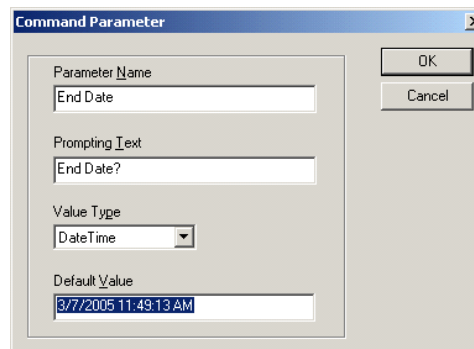 Command Parameter
Parameter Name
End Date
Prompting Text
End Date?
Value Type
DateTime
Default Value
3/7/2005 11:49:13 AM
OK
Cancel